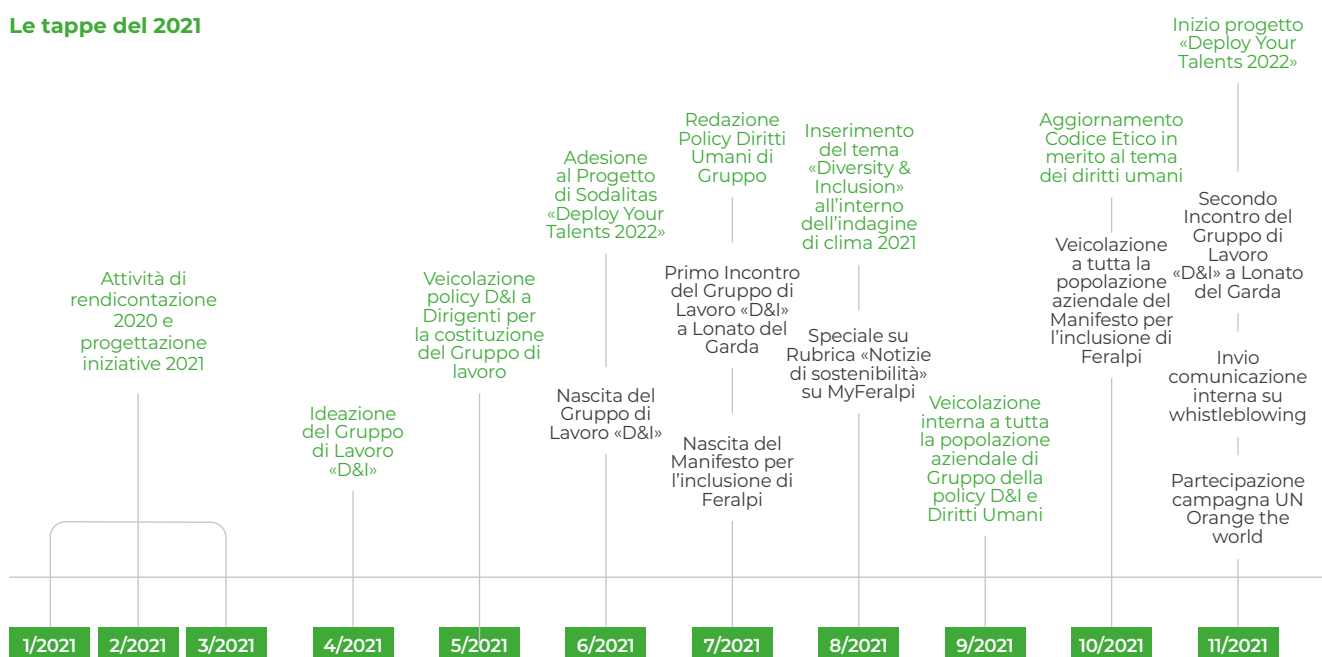 Le tappe del 2021
Attività di
rendicontazione
2020 e
progettazione
iniziative 2021
Ideazione
del Gruppo
di Lavoro
«D&I»
Veicolazione
policy D&I a
Dirigenti per
la costituzione
del Gruppo di
lavoro
Adesione
al Progetto
di Sodalitas
«Deploy Your
Talents 2022»
Nascita del
Gruppo di
Lavoro «D&I»
Redazione
Policy Diritti
Umani di
Gruppo
Primo Incontro
del Gruppo di
Lavoro «D&I»
a Lonato del
Garda
Nascita del
Manifesto per
l'inclusione di
Feralpi
Inserimento
del tema
«Diversity &
Inclusion»
all'interno
dell'indagine
di clima 2021
Speciale su
Rubrica «Notizie
di sostenibilità»
su MyFeralpi
Veicolazione
interna a tutta
la popolazione
aziendale di
Gruppo della
policy D&I e
Diritti Umani
Aggiornamento
Codice Etico in
merito al tema
dei diritti umani
Veicolazione
a tutta la
popolazione
aziendale del
Manifesto per
l'inclusione di
Feralpi
Inizio progetto
«Deploy Your
Talents 2022»
Secondo
Incontro del
Gruppo di
Lavoro
«D&I» a Lonato
del Garda
Invio
comunicazione
interna su
whistleblowing
Partecipazione
campagna UN
Orange the
world
1/2021
2/2021
3/2021
4/2021
5/2021
6/2021
7/2021
8/2021
9/2021
10/2021
11/2021